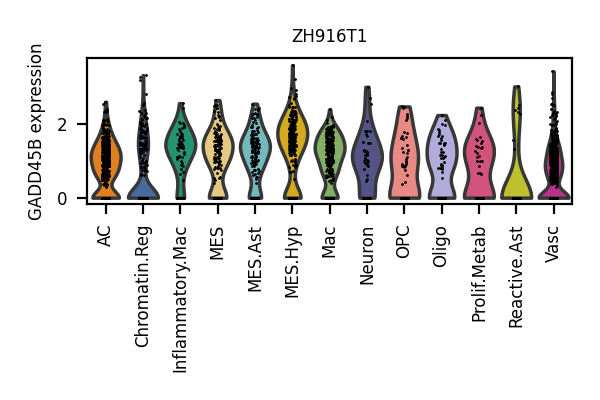 ZH916T1
GADD45B expression
2
0
AC
Chromatin.Reg
Inflammatory.Mac
MES
MES.Ast
MES.Hyp
Mac
Neuron
OPC
Oligo
Prolif.Metab
Reactive.Ast
Vasc